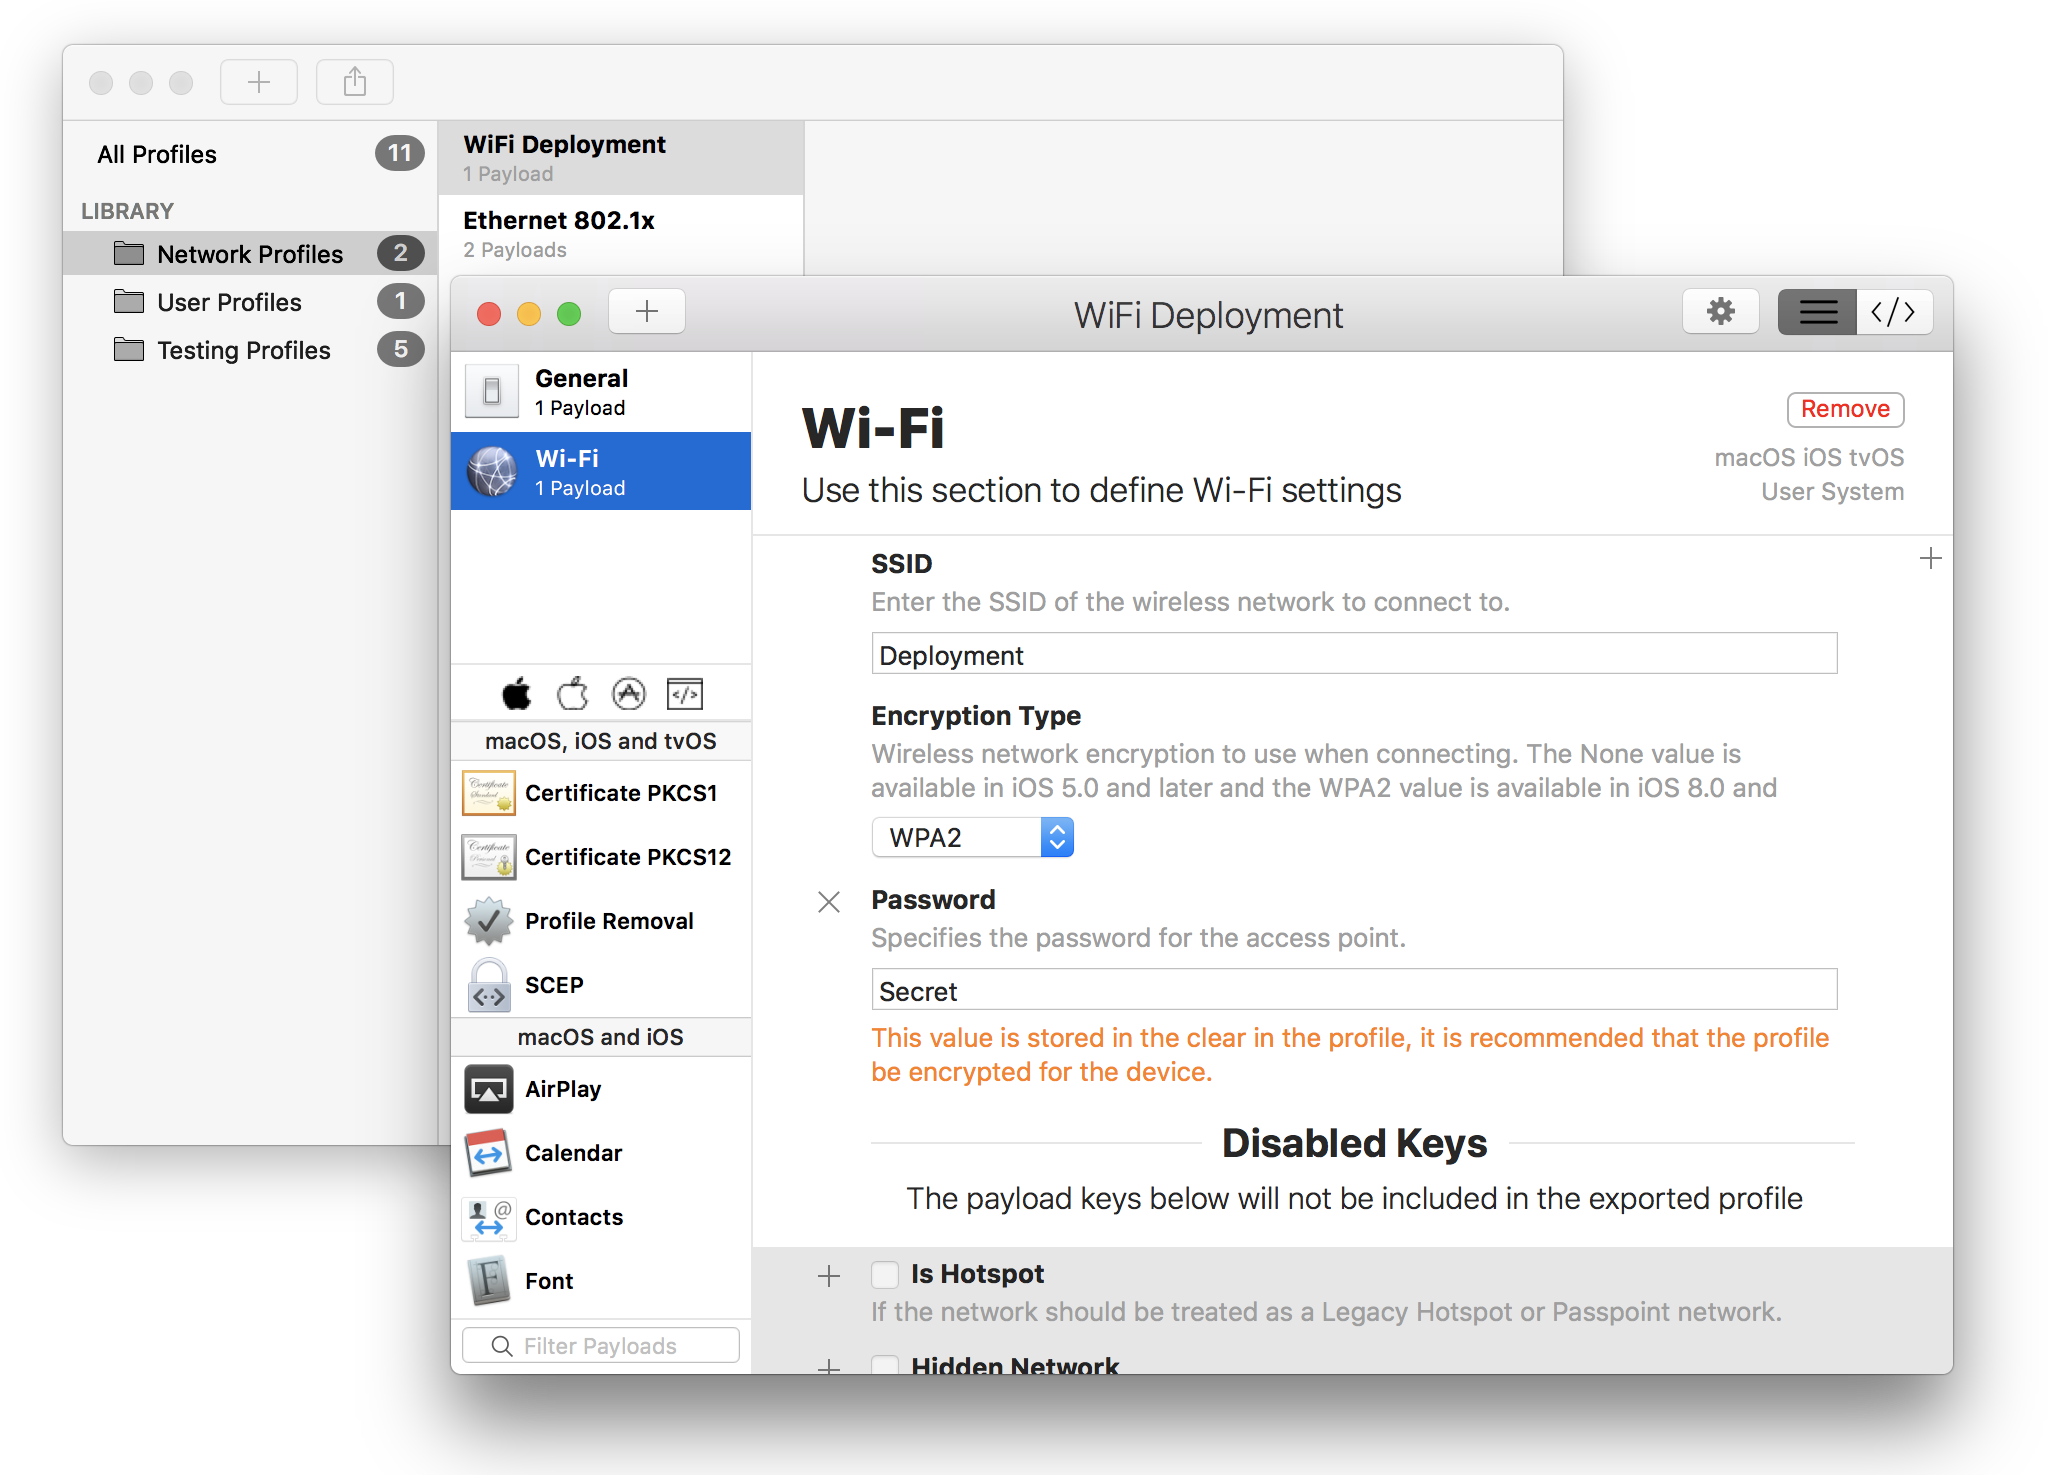 All Profiles 11
LIBRARY
Network Profiles 2
User Profiles 1
Testing Profiles 5
WiFi Deployment
1 Payload
Ethernet 802.1x
2 Payloads
WiFi Deployment
</>
General
1 Payload
Wi-Fi
1 Payload
</>
macOS, iOS and tvOS
Certificate PKCS1
Certificate PKCS12
Profile Removal
SCEP
macOS and iOS
AirPlay
Calendar
Contacts
Font
Filter Payloads
Wi-Fi
Use this section to define Wi-Fi settings
Remove
macOS iOS tvOS
User System
SSID
Enter the SSID of the wireless network to connect to.
Deployment
Encryption Type
Wireless network encryption to use when connecting. The None value is
available in iOS 5.0 and later and the WPA2 value is available in iOS 8.0 and
WPA2
Password
Specifies the password for the access point.
Secret
This value is stored in the clear in the profile, it is recommended that the profile
be encrypted for the device.
Disabled Keys
The payload keys below will not be included in the exported profile
Is Hotspot
If the network should be treated as a Legacy Hotspot or Passpoint network.
Hidden Network